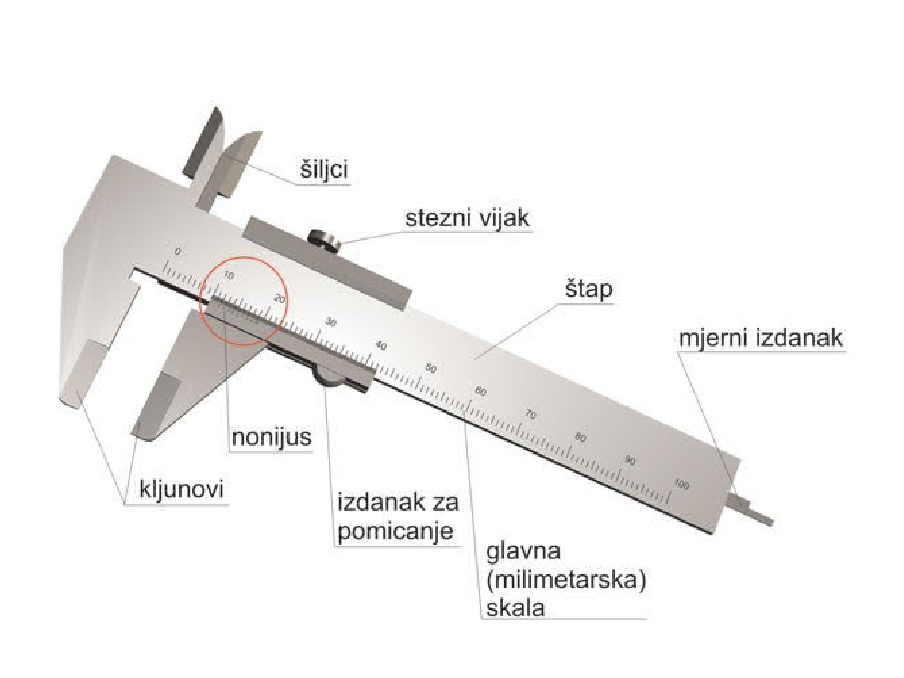 šiljci
stezni vijak
štap
mjerni izdanak
0
10
20
30
40
50
60
70
80
90
100
nonijus
kljunovi
izdanak za
pomicanje
glavna
(milimetarska)
skala